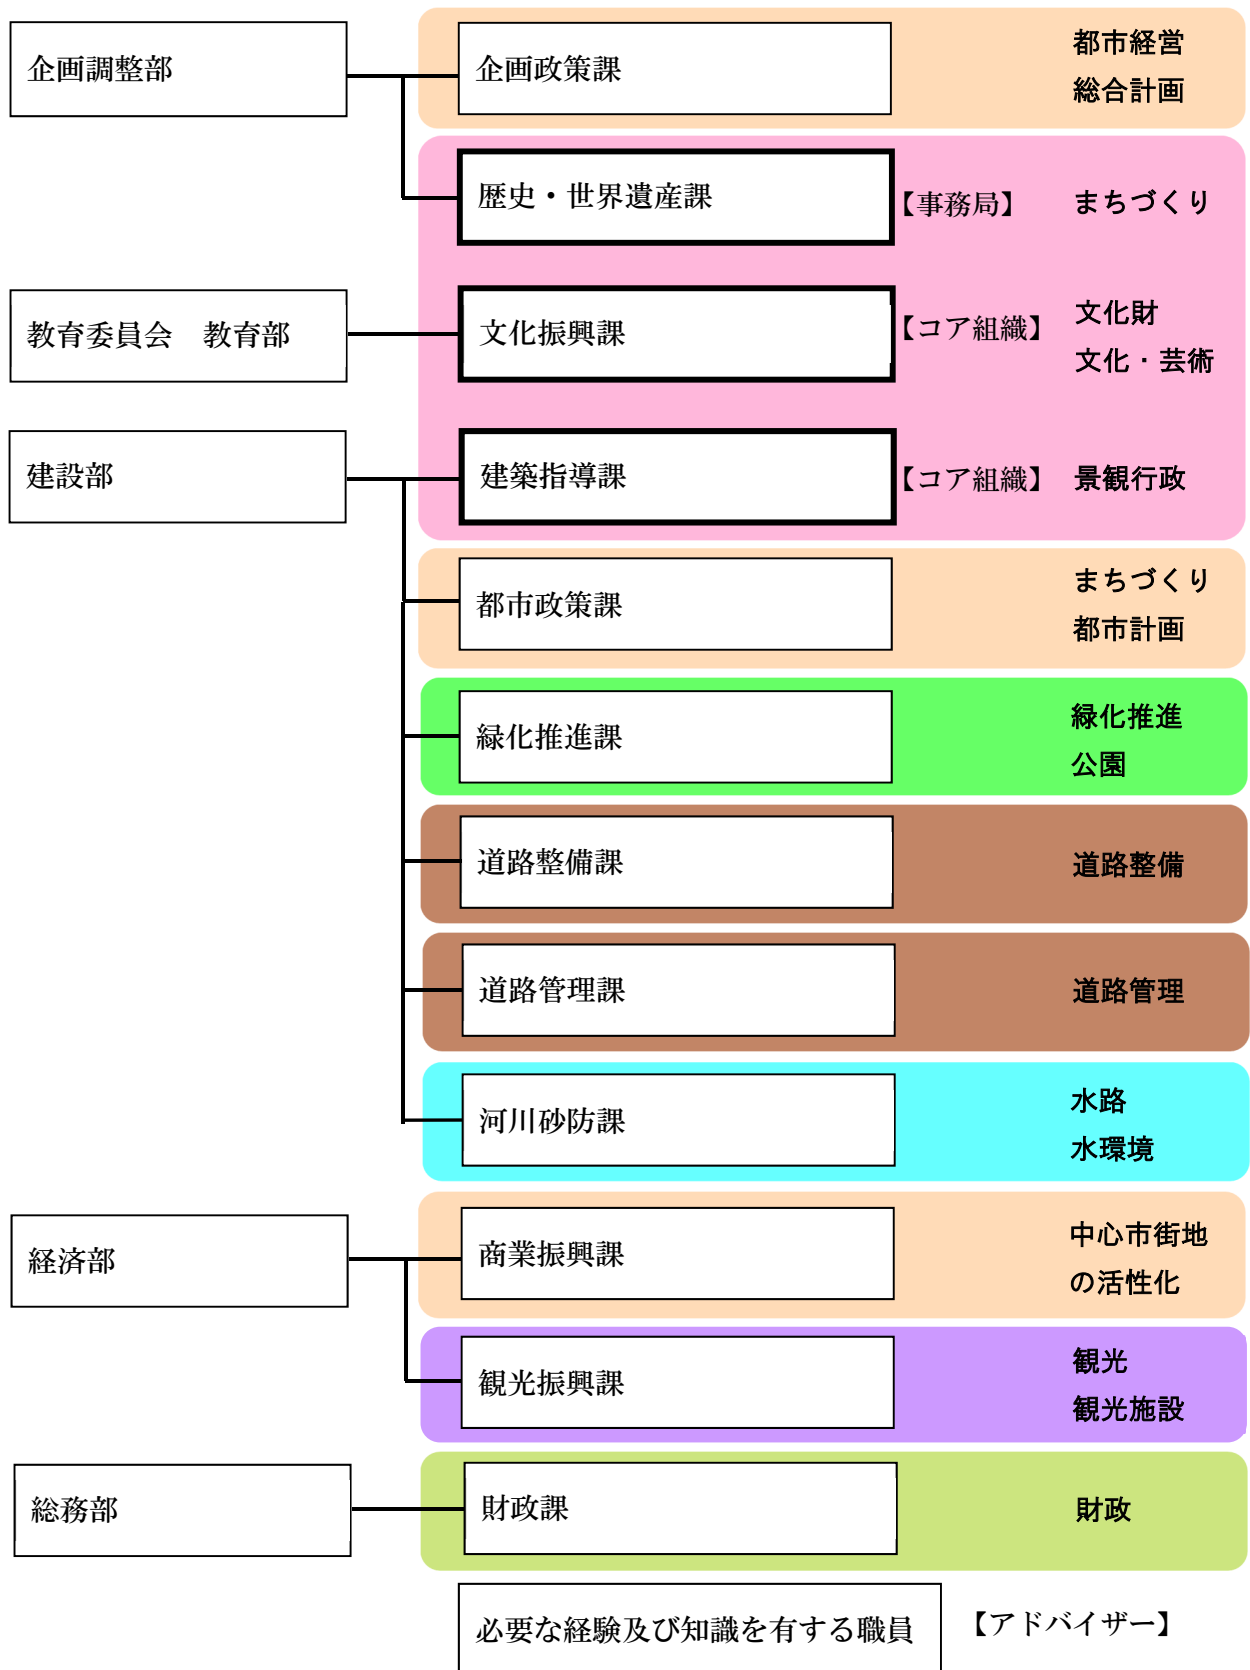 企画調整部
企画政策課
都市経営
総合計画
歴史・世界遺産課
【事務局】
まちづくり
教育委員会　教育部
文化振興課
【コア組織】
文化財
文化・芸術
建設部
建築指導課
【コア組織】
景観行政
都市政策課
まちづくり
都市計画
緑化推進課
緑化推進
公園
道路整備課
道路整備
道路管理課
道路管理
河川砂防課
水路
水環境
経済部
商業振興課
中心市街地
の活性化
観光振興課
観光
観光施設
総務部
財政課
財政
必要な経験及び知識を有する職員
【アドバイザー】